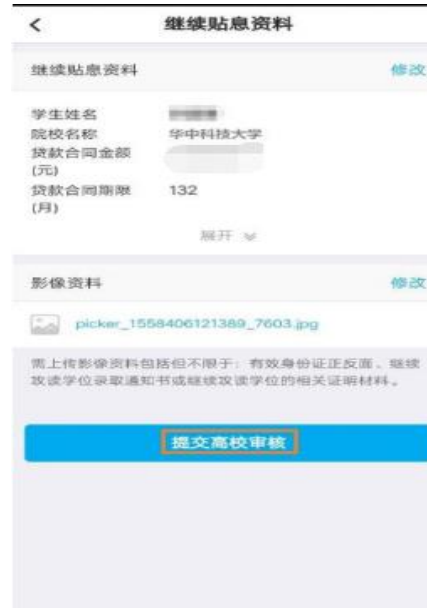 继续贴息资料
继续贴息资料 修改
学生姓名
院校名称 华中科技大学
贷款合同金额
(元)
贷款合同期限 132
(月)
展开
影像资料 修改
picker_1558406121389_7603.jpg
需上传影像资料包括但不限于：有效身份证正反面、继续
攻读学位录取通知书或继续攻读学位的相关证明材料。
提交高校审核